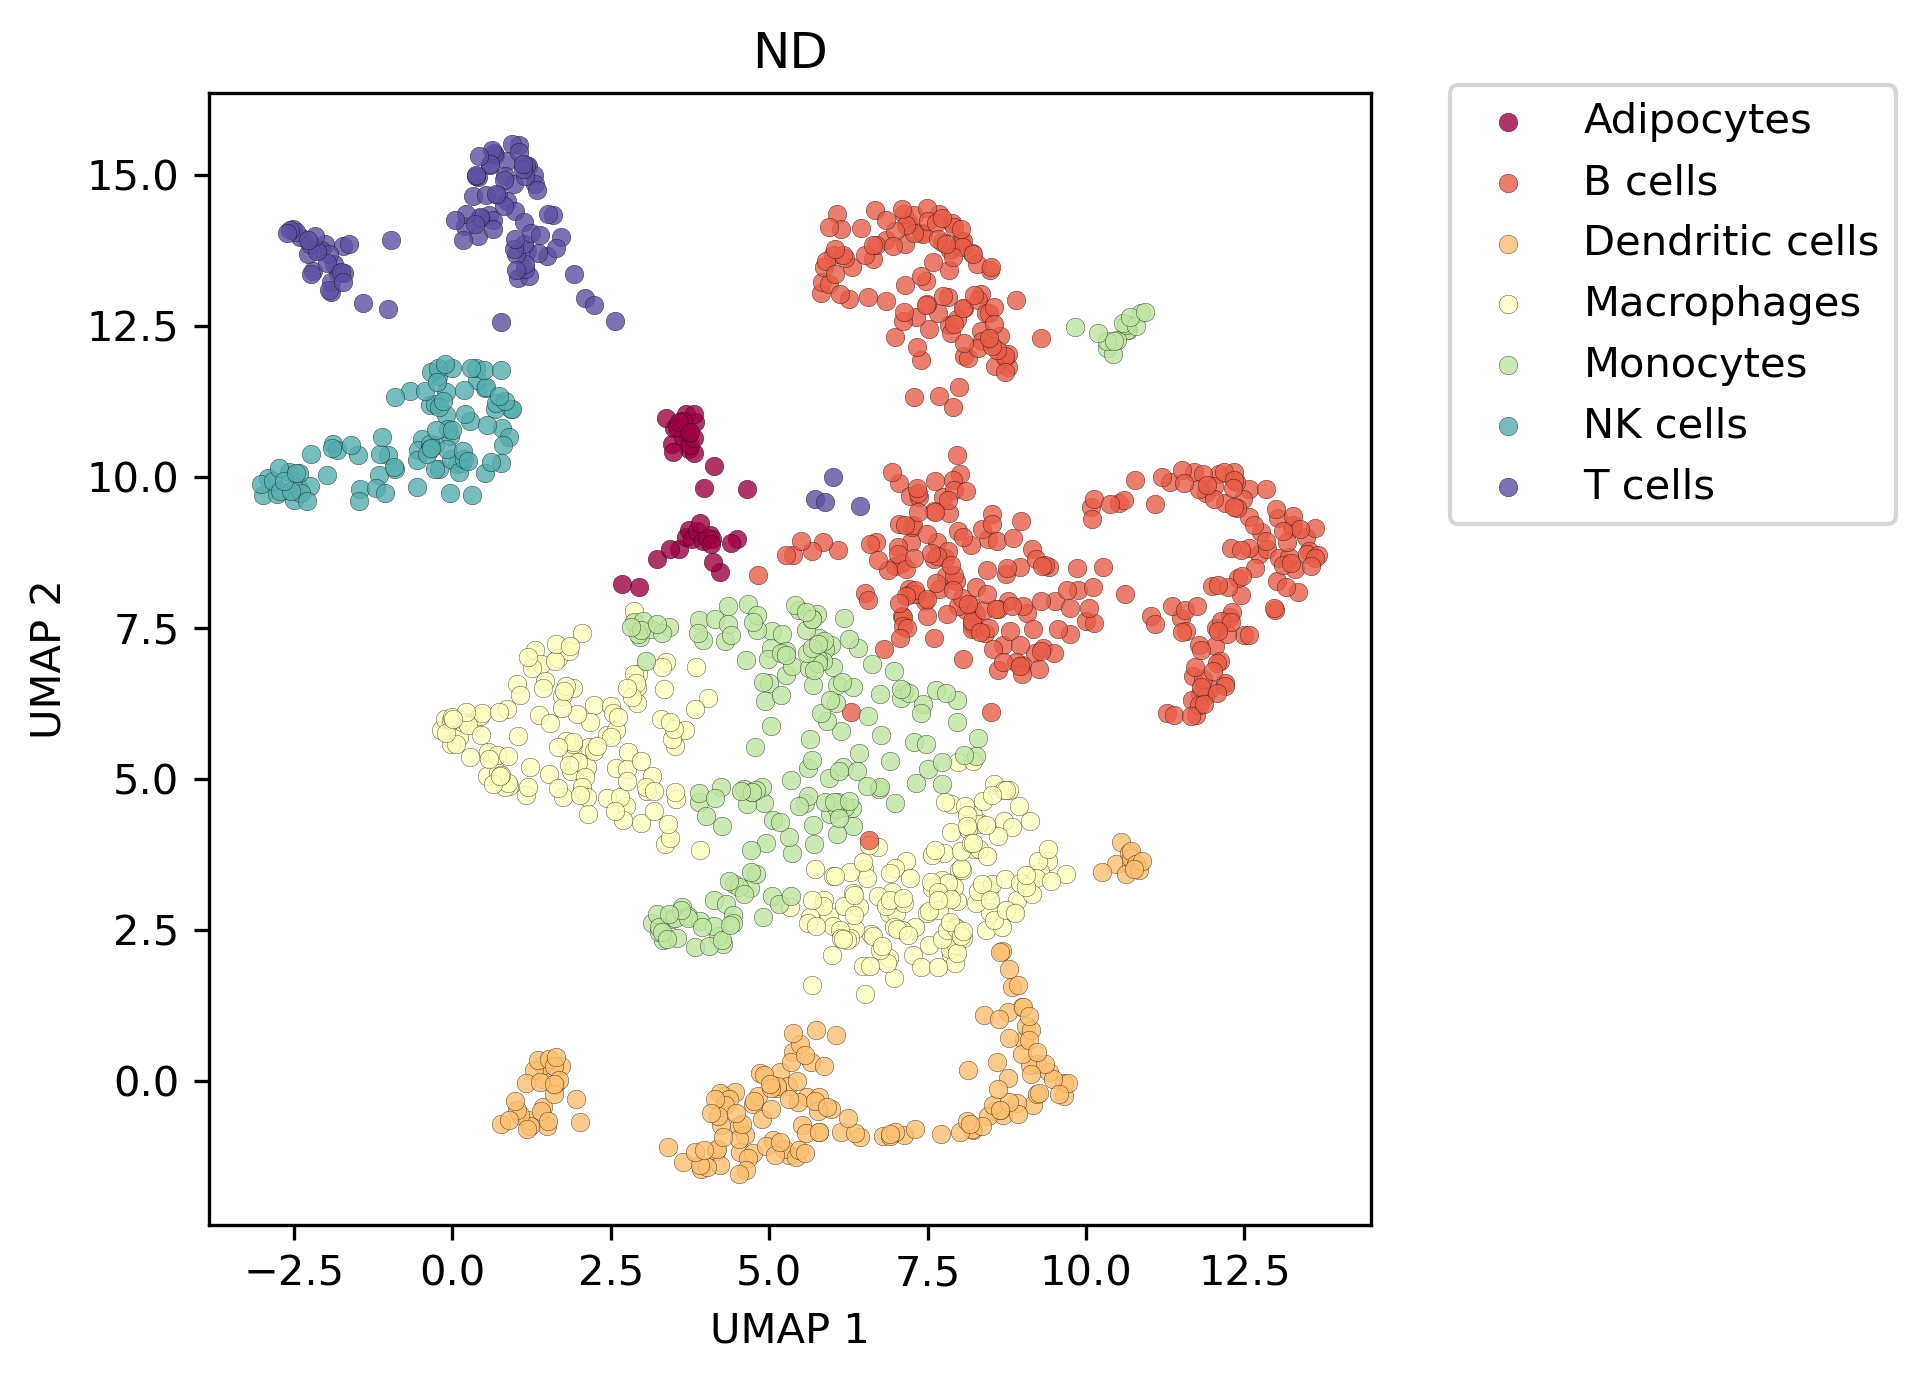 ND
Adipocytes
B cells
Dendritic cells
Macrophages
Monocytes
NK cells
T cells
15.0
12.5
10.0
7.5
5.0
2.5
0.0
UMAP 2
−2.5 0.0 2.5 5.0 7.5 10.0 12.5
UMAP 1